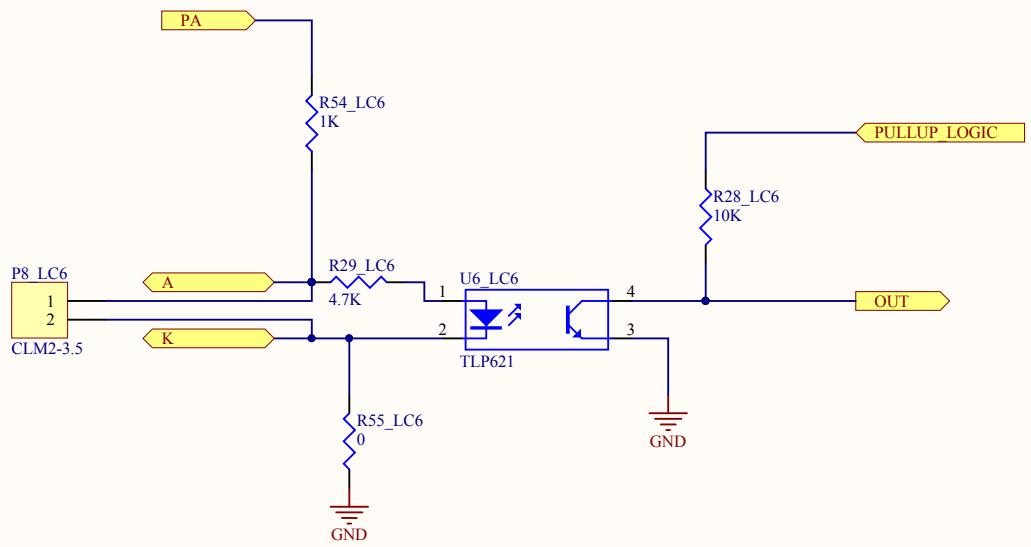 PA
R54_LC6
1K
PULLUP_LOGIC
R28_LC6
10K
P8_LC6
1
2
CLM2-3.5
A
K
R29_LC6
4.7K
U6_LC6
1
2
4
3
TLP621
OUT
R55_LC6
0
GND
GND